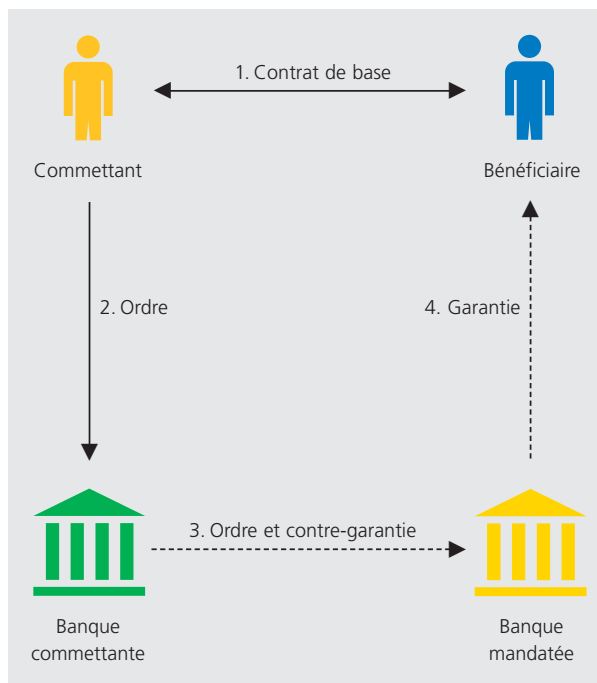 1. Contrat de base
Commettant
Bénéficiaire
2. Ordre
4. Garantie
3. Ordre et contre-garantie
Banque
commettante
Banque
mandatée